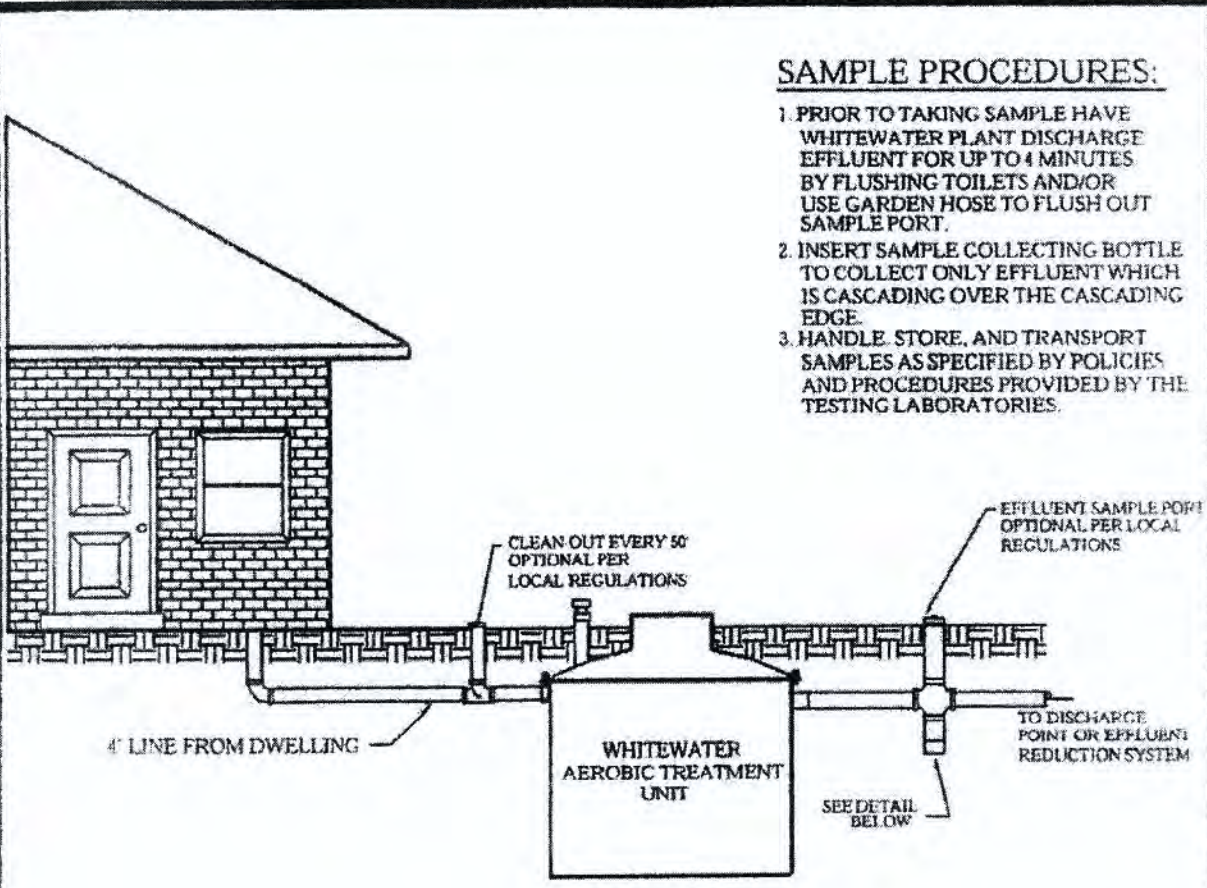 SAMPLE PROCEDURES:
1. PRIOR TO TAKING SAMPLE HAVE
WHITEWATER PLANT DISCHARGE
EFFLUENT FOR UP TO 4 MINUTES
BY FLUSHING TOILETS AND/OR
USE GARDEN HOSE TO FLUSH OUT
SAMPLE PORT.
2. INSERT SAMPLE COLLECTING BOTTLE
TO COLLECT ONLY EFFLUENT WHICH
IS CASCADING OVER THE CASCADING
EDGE.
3. HANDLE, STORE, AND TRANSPORT
SAMPLES AS SPECIFIED BY POLICIES
AND PROCEDURES PROVIDED BY THE
TESTING LABORATORIES.
CLEAN OUT EVERY 50'
OPTIONAL PER
LOCAL REGULATIONS
EFFLUENT SAMPLE PORT
OPTIONAL PER LOCAL
REGULATIONS
4" LINE FROM DWELLING
WHITEWATER
AEROBIC TREATMENT
UNIT
TO DISCHARGE
POINT OR EFFLUENT
REDUCTION SYSTEM
SEE DETAIL
BELOW